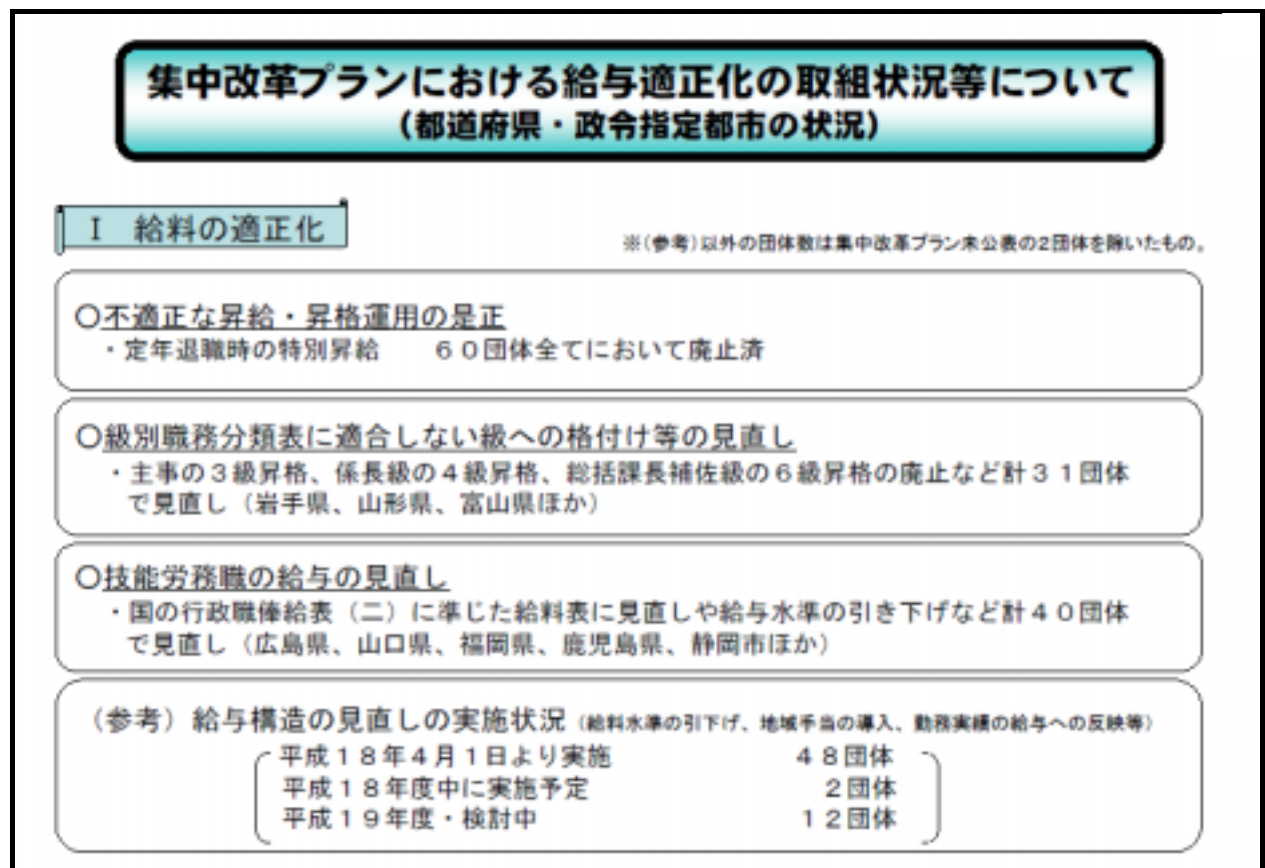 集中改革プランにおける給与適正化の取組状況等について
（都道府県・政令指定都市の状況）
Ⅰ　給料の適正化
※(参考)以外の団体数は集中改革プラン未公表の2団体を除いたもの。
○不適正な昇給・昇格運用の是正
・定年退職時の特別昇給　　６０団体全てにおいて廃止済
○級別職務分類表に適合しない級への格付け等の見直し
・主事の３級昇格、係長級の４級昇格、総括課長補佐級の６級昇格の廃止など計３１団体
で見直し（岩手県、山形県、富山県ほか）
○技能労務職の給与の見直し
・国の行政職俸給表（二）に準じた給料表に見直しや給与水準の引き下げなど計４０団体
で見直し（広島県、山口県、福岡県、鹿児島県、静岡市ほか）
（参考）給与構造の見直しの実施状況（給料水準の引下げ、地域手当の導入、勤務実績の給与への反映等）
平成１８年４月１日より実施　　４８団体
平成１８年度中に実施予定　　２団体
平成１９年度・検討中　　１２団体